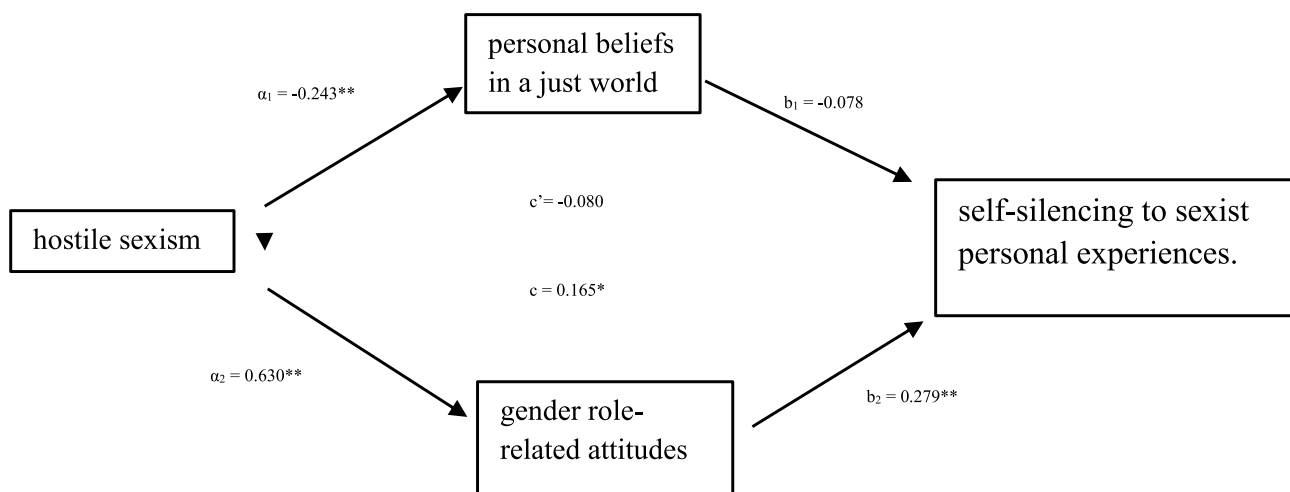 personal beliefs
in a just world
α₁ = -0.243**
b₁ = -0.078
c’= -0.080
hostile sexism
self-silencing to sexist
personal experiences.
c = 0.165*
α₂ = 0.630**
b₂ = 0.279**
gender role-
related attitudes